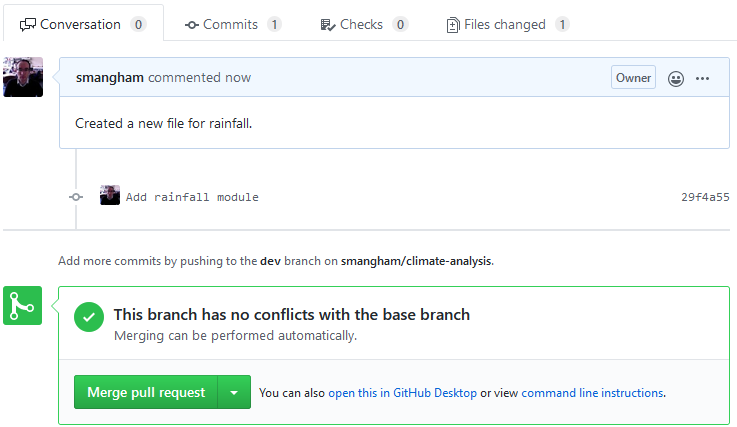 Conversation 0 Commits 1 Checks 0 Files changed 1
smangham commented now Owner
Created a new file for rainfall.
Add rainfall module 29f4a55
Add more commits by pushing to the dev branch on smangham/climate-analysis.
This branch has no conflicts with the base branch
Merging can be performed automatically.
Merge pull request You can also open this in GitHub Desktop or view command line instructions.